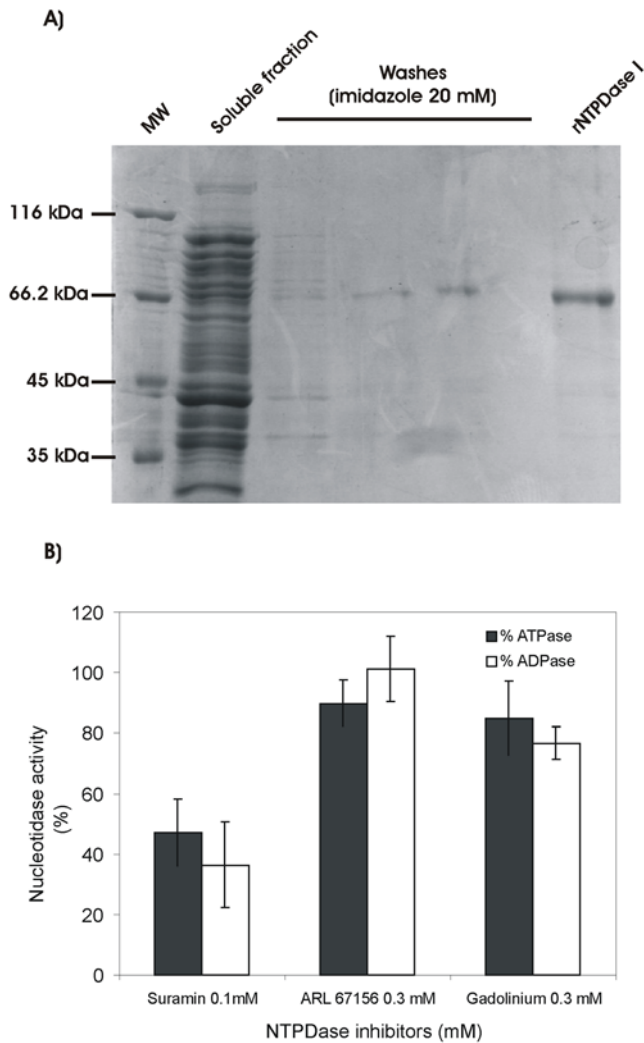 A)
MW
Soluble fraction
Washes
(imidazole 20 mM)
rNTPDase I
116 kDa
66.2 kDa
45 kDa
35 kDa
B)
120
100
80
60
40
20
0
% ATPase
% ADPase
Nucleotidase activity
(%)
Suramin 0.1mM
ARL 67156 0.3 mM
Gadolinium 0.3 mM
NTPDase inhibitors (mM)